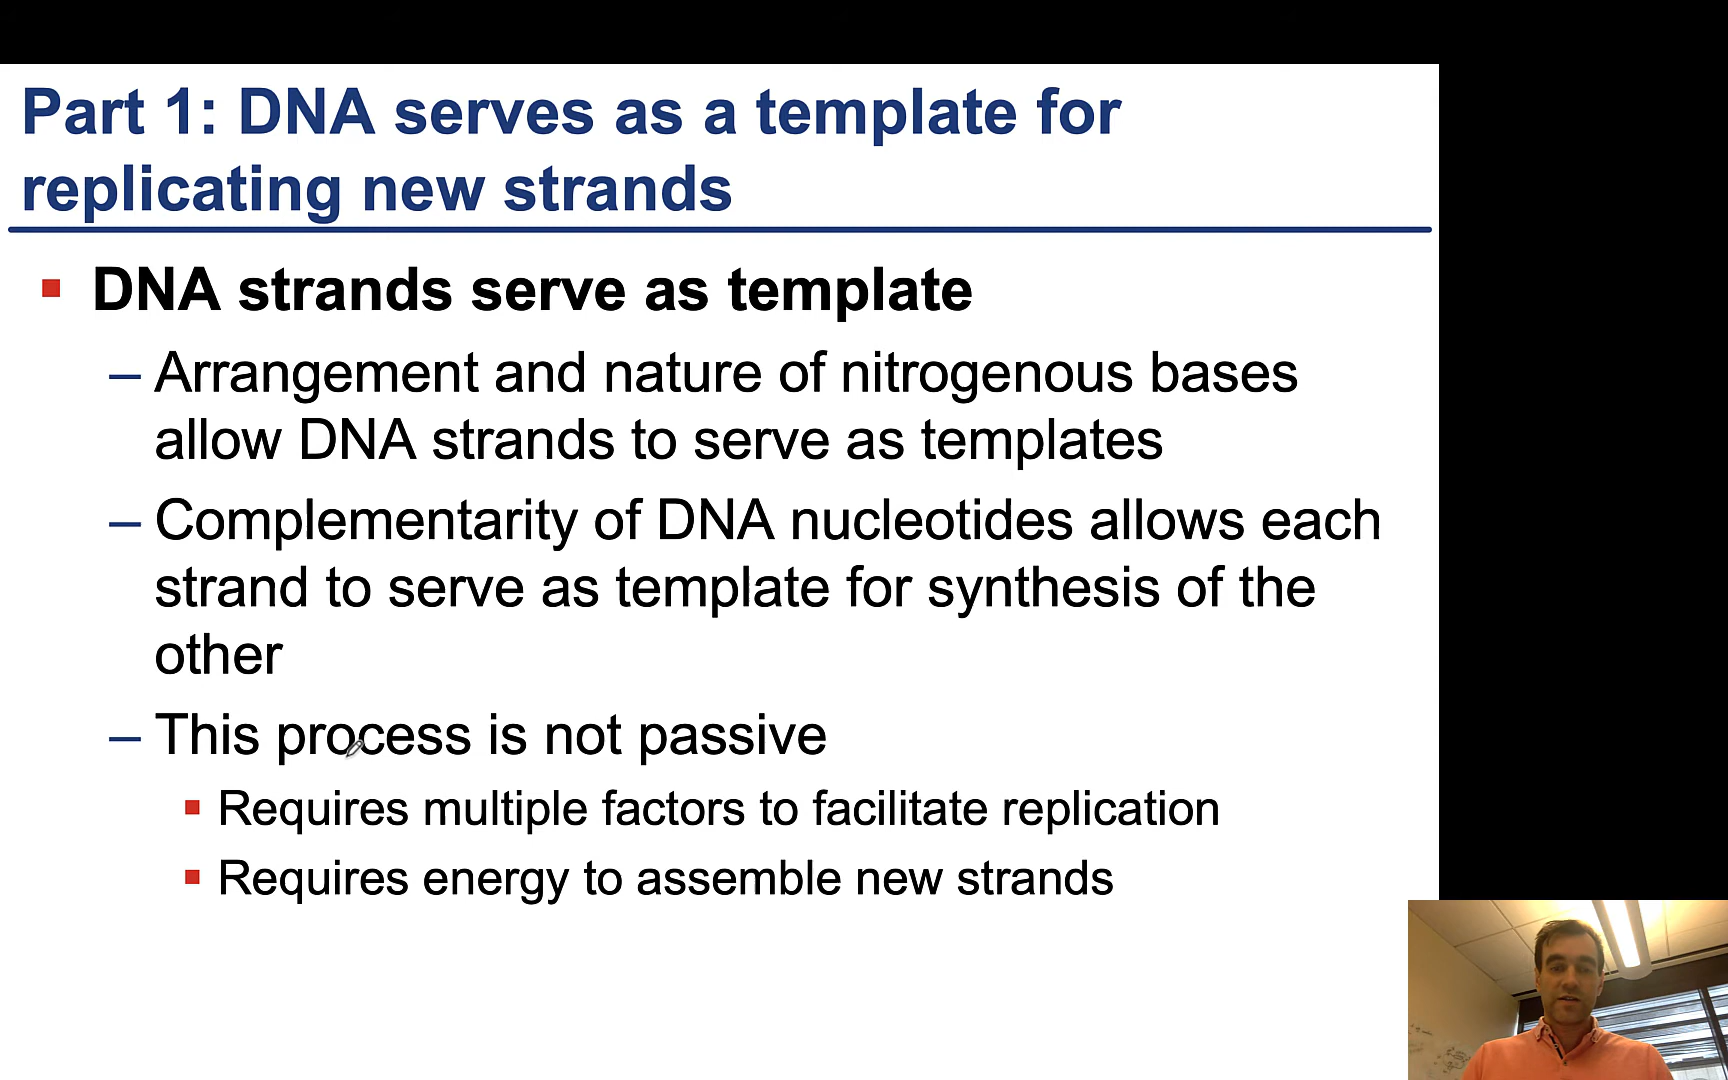 Part 1: DNA serves as a template for
replicating new strands
DNA strands serve as template
– Arrangement and nature of nitrogenous bases
allow DNA strands to serve as templates
– Complementarity of DNA nucleotides allows each
strand to serve as template for synthesis of the
other
– This process is not passive
Requires multiple factors to facilitate replication
Requires energy to assemble new strands